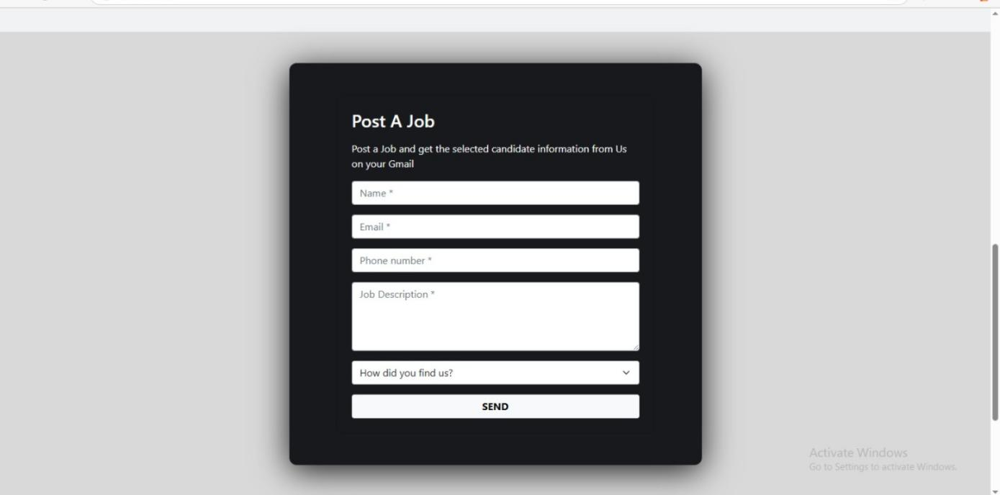 Post A Job
Post a Job and get the selected candidate information from Us
on your Gmail
Name *
Email *
Phone number *
Job Description *
How did you find us?
SEND
Activate Windows
Go to Settings to activate Windows.